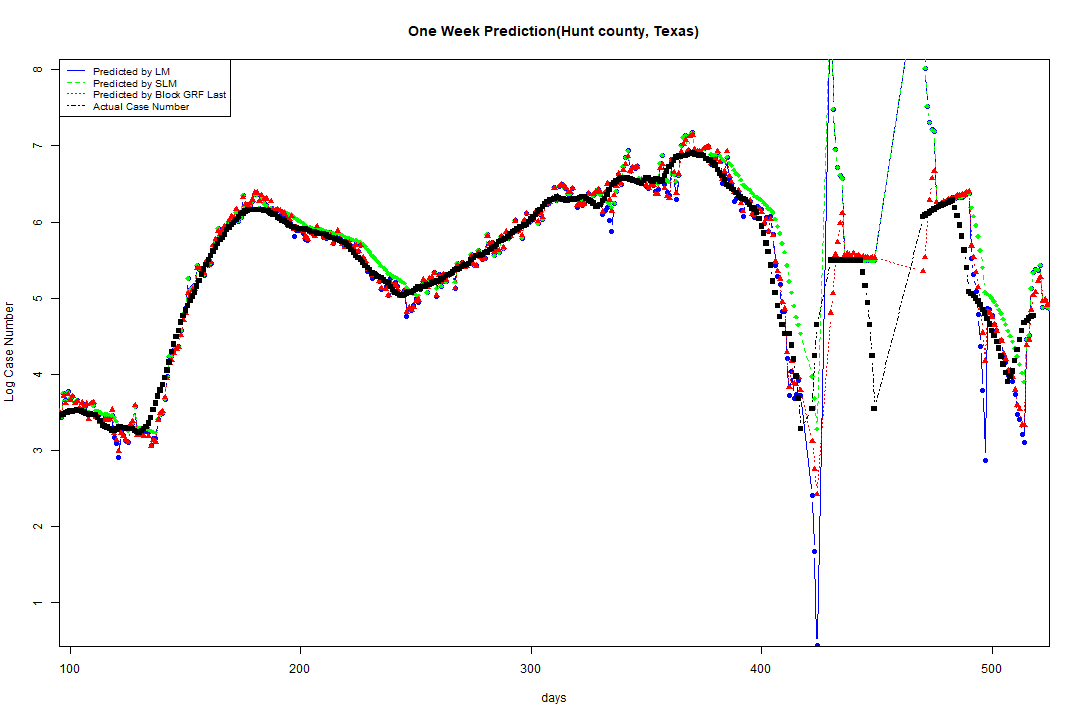 One Week Prediction(Hunt county, Texas)
Predicted by LM
Predicted by SLM
Predicted by Block GRF Last
Actual Case Number
Log Case Number
8
7
6
5
4
3
2
1
100 200 300 400 500
days